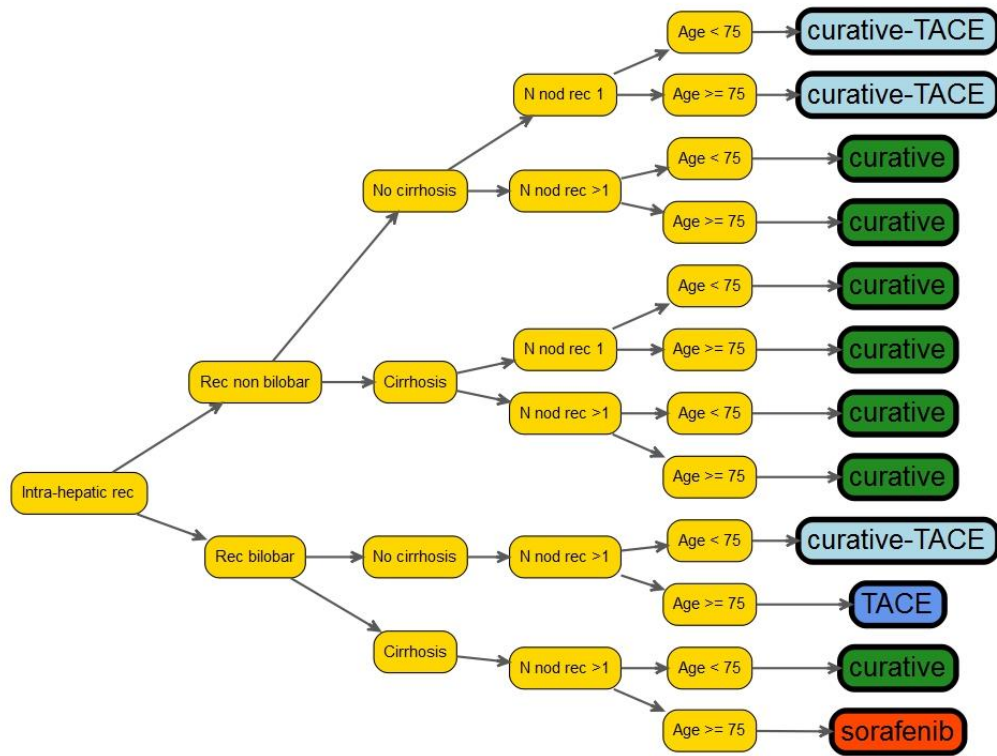 Age < 75
curative-TACE
N nod rec 1
Age >= 75
curative-TACE
Age < 75
curative
No cirrhosis
N nod rec >1
Age >= 75
curative
Age < 75
curative
N nod rec 1
Age >= 75
curative
Rec non bilobar
Cirrhosis
N nod rec >1
Age < 75
curative
Age >= 75
curative
Intra-hepatic rec
Age < 75
curative-TACE
Rec bilobar
No cirrhosis
N nod rec >1
Age >= 75
TACE
Cirrhosis
N nod rec >1
Age < 75
curative
Age >= 75
sorafenib